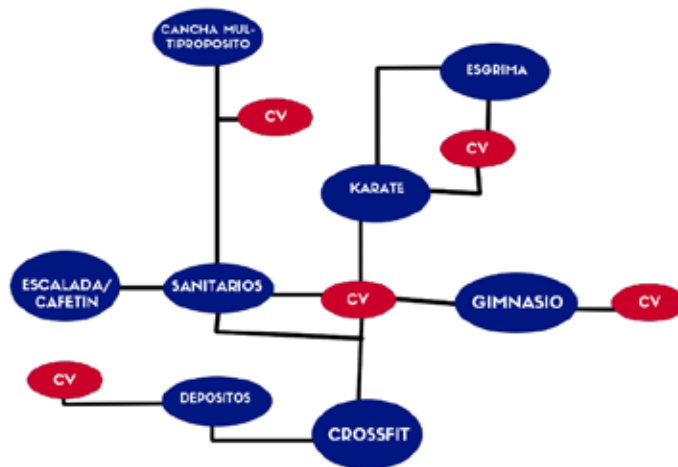 CANCHA MUL-
TIPROPOSITO
ESGRIMA
CV
CV
KARATE
ESCALADA/
CAFETIN
SANITARIOS
CV
GIMNASIO
CV
CV
DEPOSITOS
CROSSFIT